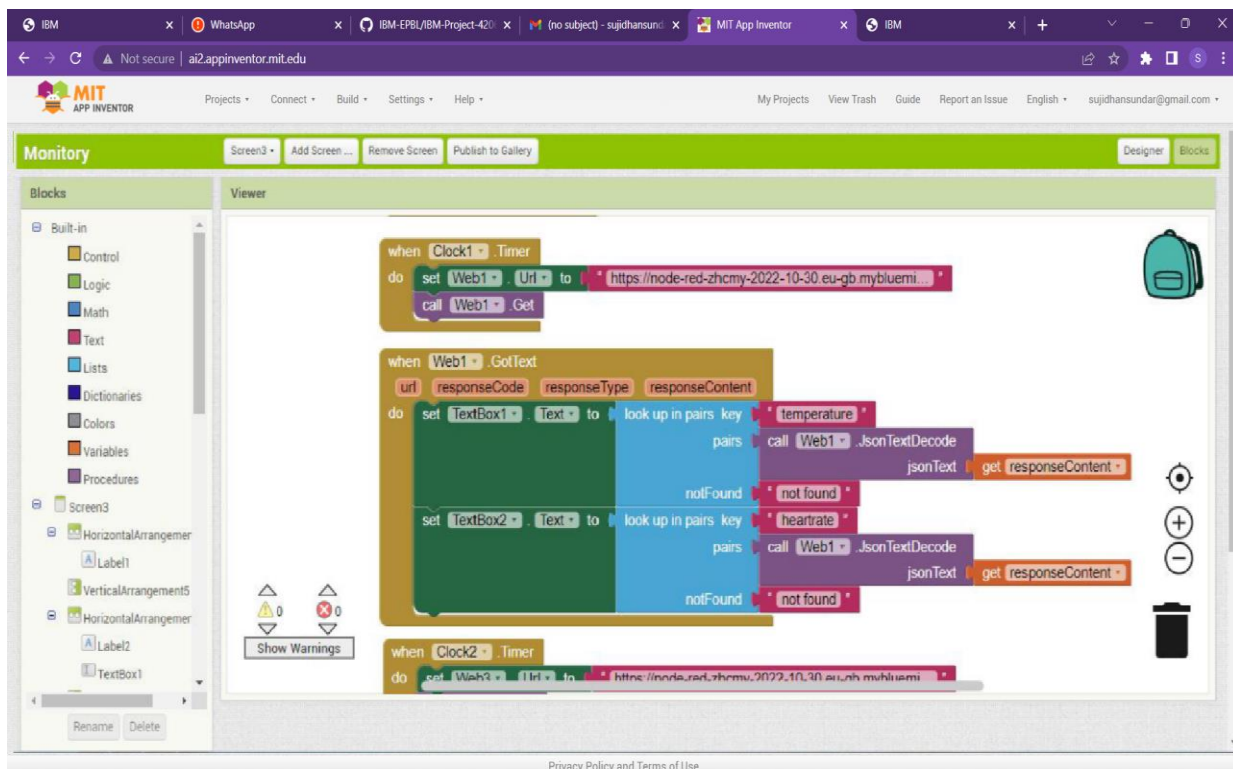 IBM x WhatsApp x IBM-EPBL/IBM-Project-420 x (no subject) - sujidhansund x MIT App Inventor x IBM x +
Not secure | ai2.appinventor.mit.edu S
MIT APP INVENTOR Projects Connect Build Settings Help My Projects View Trash Guide Report an Issue English sujidhansundar@gmail.com
Monitory Screen3 Add Screen ... Remove Screen Publish to Gallery Designer Blocks
Blocks Viewer
Built-in
Control
Logic
Math
Text
Lists
Dictionaries
Colors
Variables
Procedures
Screen3
HorizontalArrangemer
Label1
VerticalArrangement5
HorizontalArrangemer
Label2
TextBox1
Rename Delete
when Clock1 .Timer
do set Web1 . Url to " https://node-red-zhcmy-2022-10-30.eu-gb.mybluemi... "
call Web1 .Get
when Web1 .GotText
url responseCode responseType responseContent
do set TextBox1 . Text to look up in pairs key " temperature "
pairs call Web1 .JsonTextDecode
jsonText get responseContent
notFound " not found "
set TextBox2 . Text to look up in pairs key " heartrate "
pairs call Web1 .JsonTextDecode
jsonText get responseContent
notFound " not found "
when Clock2 .Timer
do set Web3 . Url to " https://node-red-zhcmy-2022-10-30.eu-gb.mybluemi... "
0 0
Show Warnings
Privacy Policy and Terms of Use